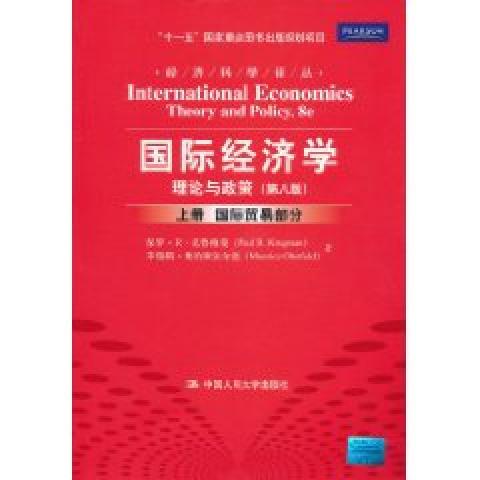 “十一五”国家重点图书出版规划项目
PEARSON
经/济/科/学/译/丛
International Economics
Theory and Policy, 8e
国际经济学
理论与政策（第八版）
上册 国际贸易部分
保罗·R·克鲁格曼 (Paul R. Krugman)
茅瑞斯·奥伯斯法尔德 (Maurice Obstfeld)
著
中国人民大学出版社